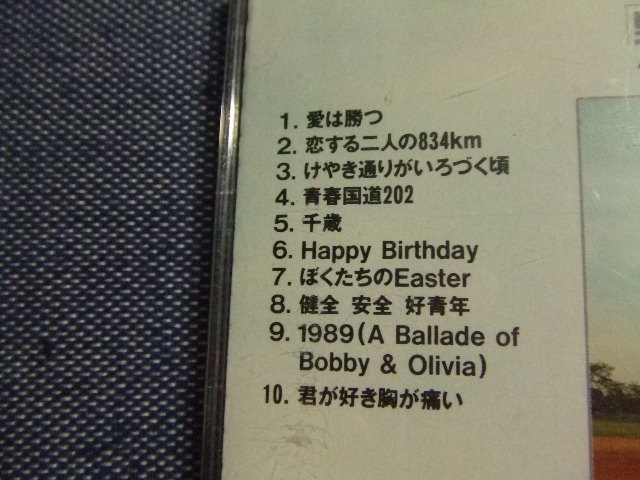 1. 愛は勝つ
2. 恋する二人の834km
3. けやき通りがいろづく頃
4. 青春国道202
5. 千歳
6. Happy Birthday
7. ぼくたちのEaster
8. 健全 安全 好青年
9. 1989(A Ballade of
Bobby & Olivia)
10. 君が好き胸が痛い